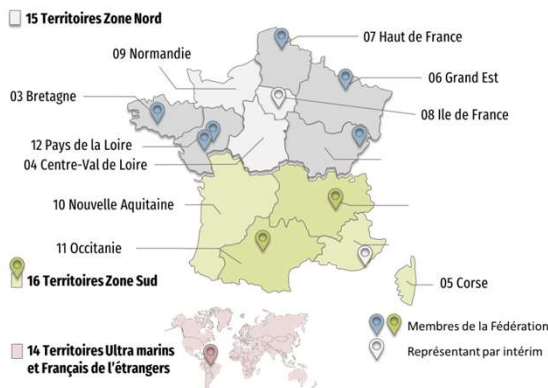 15 Territoires Zone Nord
07 Haut de France
09 Normandie
06 Grand Est
03 Bretagne
08 Ile de France
12 Pays de la Loire
04 Centre-Val de Loire
10 Nouvelle Aquitaine
11 Occitanie
16 Territoires Zone Sud
05 Corse
14 Territoires Ultra marins
et Français de l'étrangers
Membres de la Fédération
Représentant par intérim